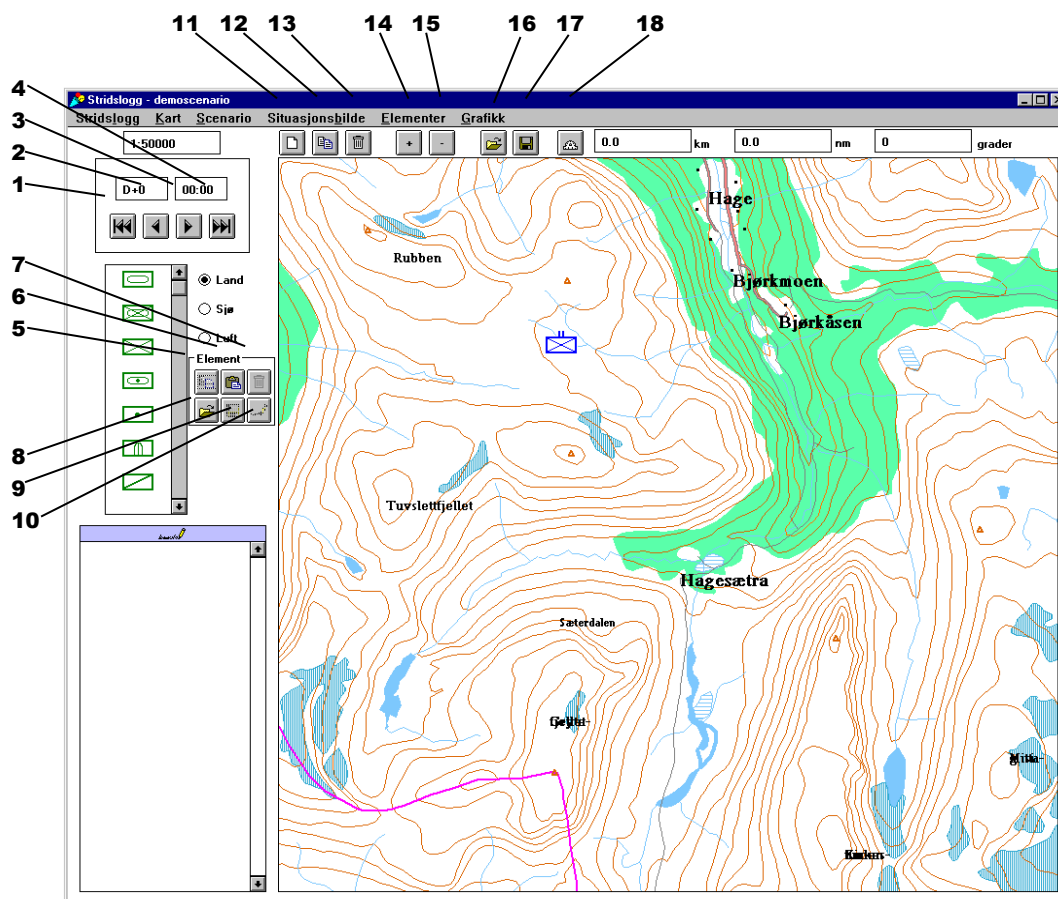 11 12 13 14 15 16 17 18
4
3
2
1
7
6
5
8
9
10
Stridslogg - demoscenario
Stridslogg Kart Scenario Situasjonsbilde Elementer Grafikk
1:50000
+ -
0.0 km 0.0 nm 0 grader
D+0 00:00
Land
Sjø
Luft
Element
Hage
Rubben
Bjørkmoen
Bjørkåsen
Tuvslettfjellet
Hagesætra
Sæterdalen